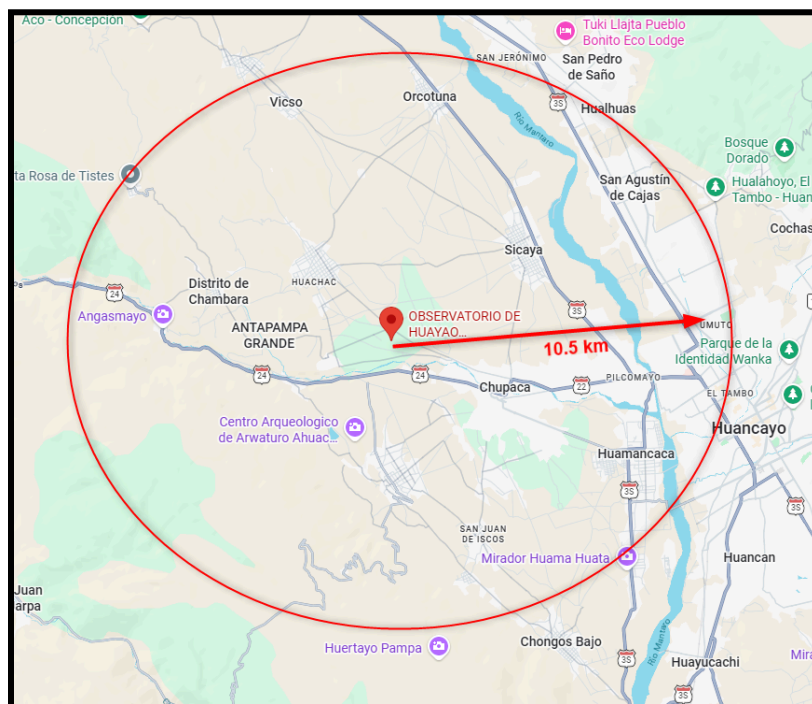 Aco - Concepción
Tuki Llajta Pueblo
Bonito Eco Lodge
SAN JERÓNIMO
San Pedro
de Saño
Vicso
Orcotuna
3S
Hualhuas
Río Mantaro
Bosque
Dorado
ta Rosa de Tistes
San Agustín
de Cajas
Hualahoyo, El
Tambo - Huan
Cochas
Sicaya
HUACHAC
Distrito de
Chambara
24
Angasmayo
3S
OBSERVATORIO DE
HUAYAO...
ANTAPAMPA
GRANDE
UMUTO
10.5 km
Parque de la
Identidad Wanka
24
24
Chupaca
22
PILCOMAYO
EL TAMBO
Centro Arqueologico
de Arwaturo Ahuac...
Huancayo
Huamancaca
3S
3S
SAN JUAN
DE ISCOS
Mirador Huama Huata
Huancan
Juan
arpa
Huertayo Pampa
Chongos Bajo
Río Mantaro
3S
Huayucachi
Mira